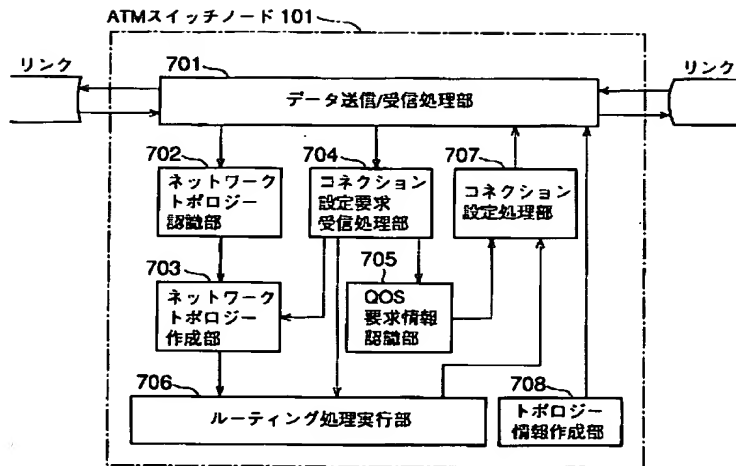 ATMスイッチノード 101
リンク
リンク
701
データ送信/受信処理部
702
ネットワーク
トポロジー
認識部
704
コネクション
設定要求
受信処理部
707
コネクション
設定処理部
703
ネットワーク
トポロジー
作成部
705
QOS
要求情報
認識部
706
ルーティング処理実行部
708
トポロジー
情報作成部